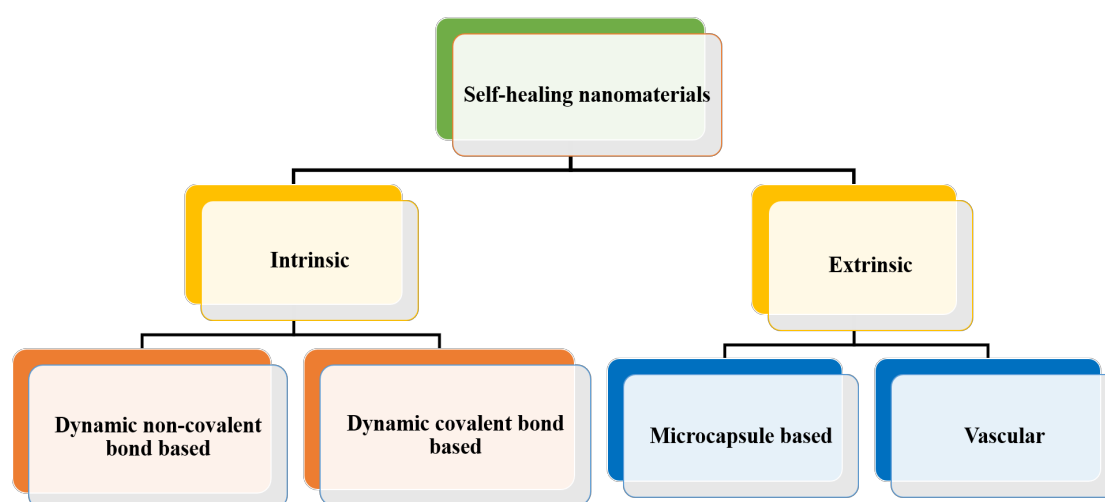 Self-healing nanomaterials
Intrinsic
Extrinsic
Dynamic non-covalent
bond based
Dynamic covalent bond
based
Microcapsule based
Vascular